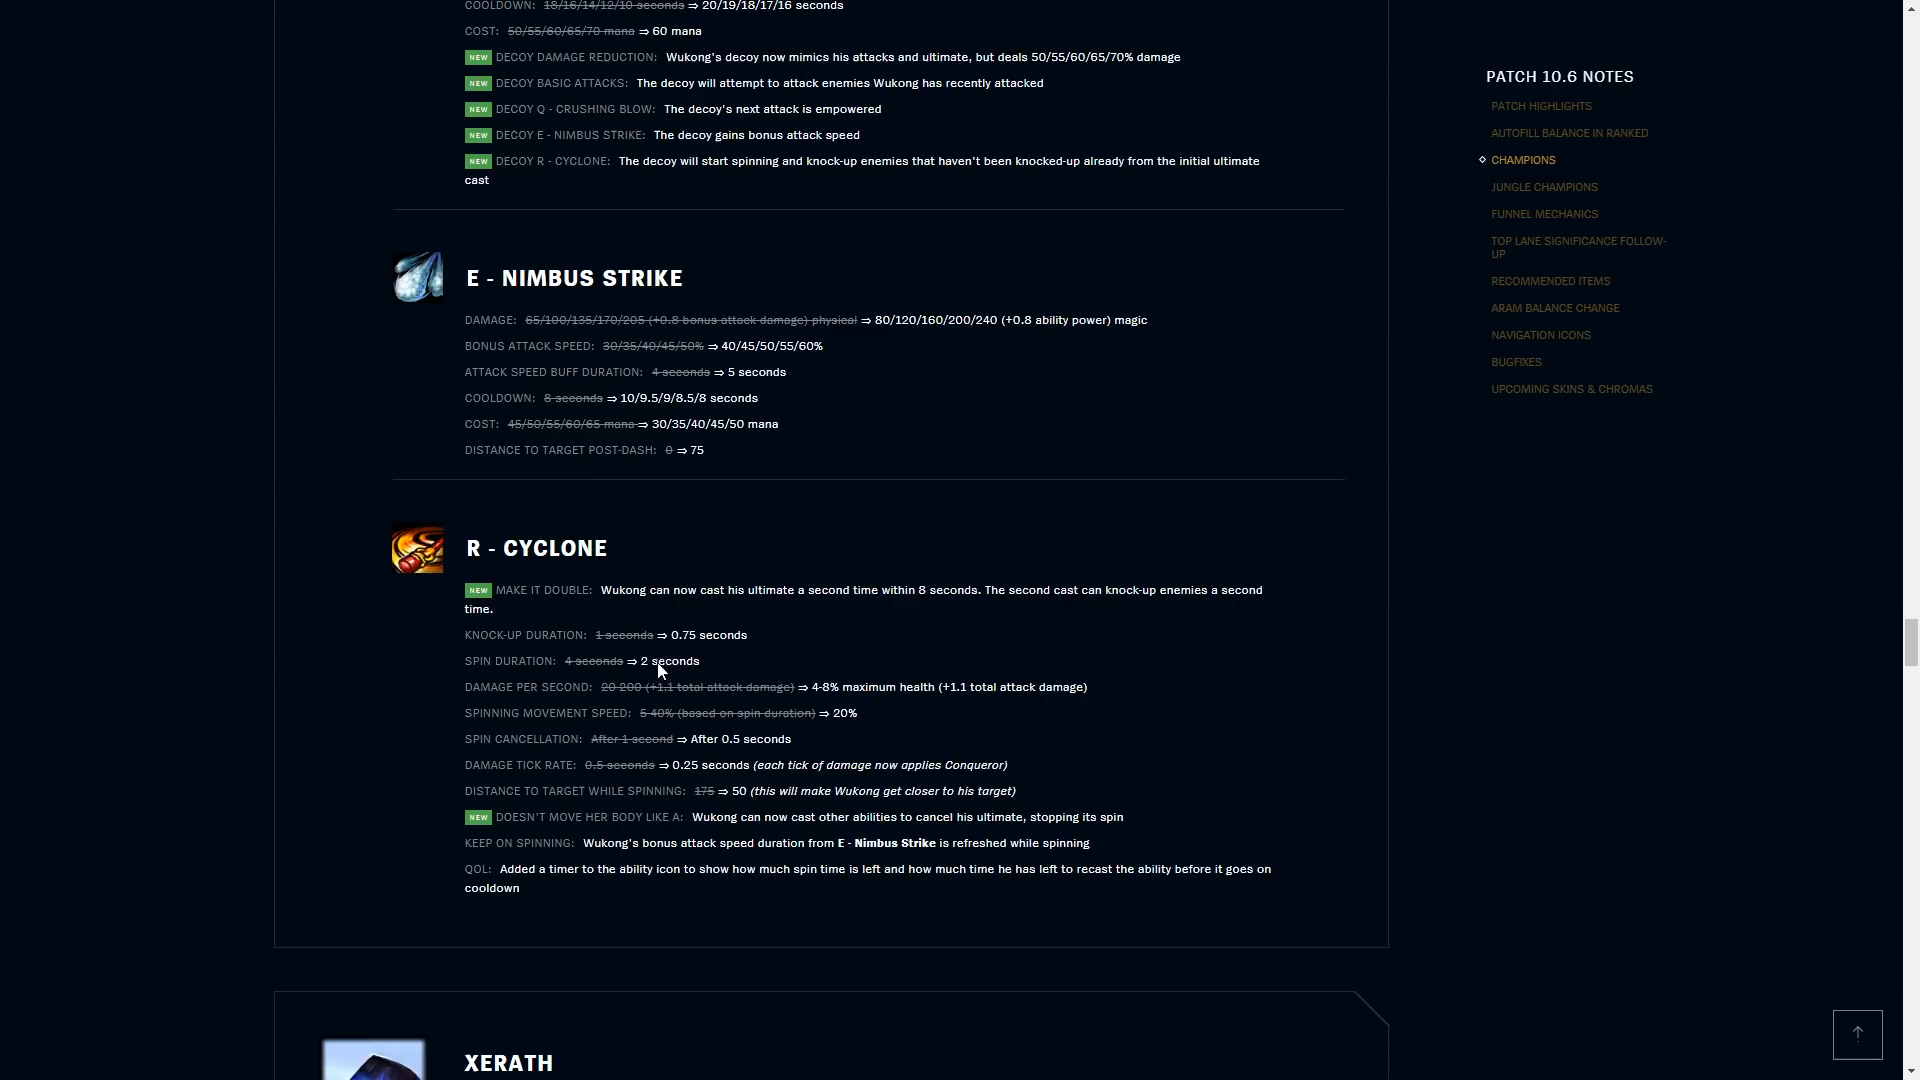 COOLDOWN: 18/16/14/12/10 seconds ⇒ 20/19/18/17/16 seconds
COST: 50/55/60/65/70 mana ⇒ 60 mana
NEW DECOY DAMAGE REDUCTION: Wukong's decoy now mimics his attacks and ultimate, but deals 50/55/60/65/70% damage
NEW DECOY BASIC ATTACKS: The decoy will attempt to attack enemies Wukong has recently attacked
NEW DECOY Q - CRUSHING BLOW: The decoy's next attack is empowered
NEW DECOY E - NIMBUS STRIKE: The decoy gains bonus attack speed
NEW DECOY R - CYCLONE: The decoy will start spinning and knock-up enemies that haven't been knocked-up already from the initial ultimate
cast
E - NIMBUS STRIKE
DAMAGE: 65/100/135/170/205 (+0.8 bonus attack damage) physical ⇒ 80/120/160/200/240 (+0.8 ability power) magic
BONUS ATTACK SPEED: 30/35/40/45/50% ⇒ 40/45/50/55/60%
ATTACK SPEED BUFF DURATION: 4 seconds ⇒ 5 seconds
COOLDOWN: 8 seconds ⇒ 10/9.5/9/8.5/8 seconds
COST: 45/50/55/60/65 mana ⇒ 30/35/40/45/50 mana
DISTANCE TO TARGET POST-DASH: 0 ⇒ 75
R - CYCLONE
NEW MAKE IT DOUBLE: Wukong can now cast his ultimate a second time within 8 seconds. The second cast can knock-up enemies a second
time.
KNOCK-UP DURATION: 1 seconds ⇒ 0.75 seconds
SPIN DURATION: 4 seconds ⇒ 2 seconds
DAMAGE PER SECOND: 20-200 (+1.1 total attack damage) ⇒ 4-8% maximum health (+1.1 total attack damage)
SPINNING MOVEMENT SPEED: 5-40% (based on spin duration) ⇒ 20%
SPIN CANCELLATION: After 1 second ⇒ After 0.5 seconds
DAMAGE TICK RATE: 0.5 seconds ⇒ 0.25 seconds (each tick of damage now applies Conqueror)
DISTANCE TO TARGET WHILE SPINNING: 175 ⇒ 50 (this will make Wukong get closer to his target)
NEW DOESN'T MOVE HER BODY LIKE A: Wukong can now cast other abilities to cancel his ultimate, stopping its spin
KEEP ON SPINNING: Wukong's bonus attack speed duration from E - Nimbus Strike is refreshed while spinning
QOL: Added a timer to the ability icon to show how much spin time is left and how much time he has left to recast the ability before it goes on
cooldown
XERATH
PATCH 10.6 NOTES
PATCH HIGHLIGHTS
AUTOFILL BALANCE IN RANKED
CHAMPIONS
JUNGLE CHAMPIONS
FUNNEL MECHANICS
TOP LANE SIGNIFICANCE FOLLOW-
UP
RECOMMENDED ITEMS
ARAM BALANCE CHANGE
NAVIGATION ICONS
BUGFIXES
UPCOMING SKINS & CHROMAS